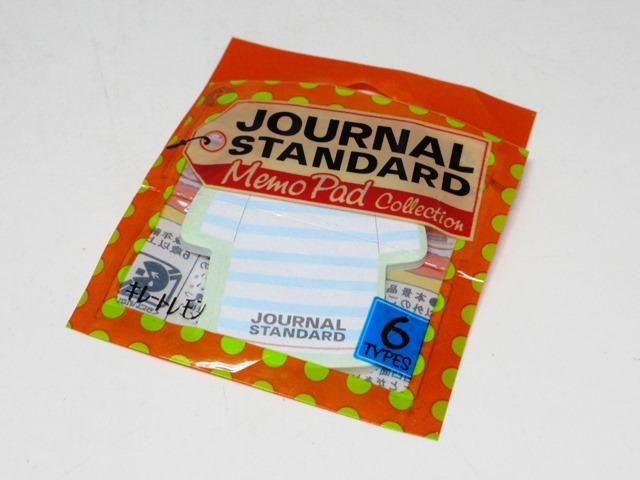 JOURNAL
STANDARD
Memo Pad Collection
JOURNAL
STANDARD
キレートレモン
6
TYPES